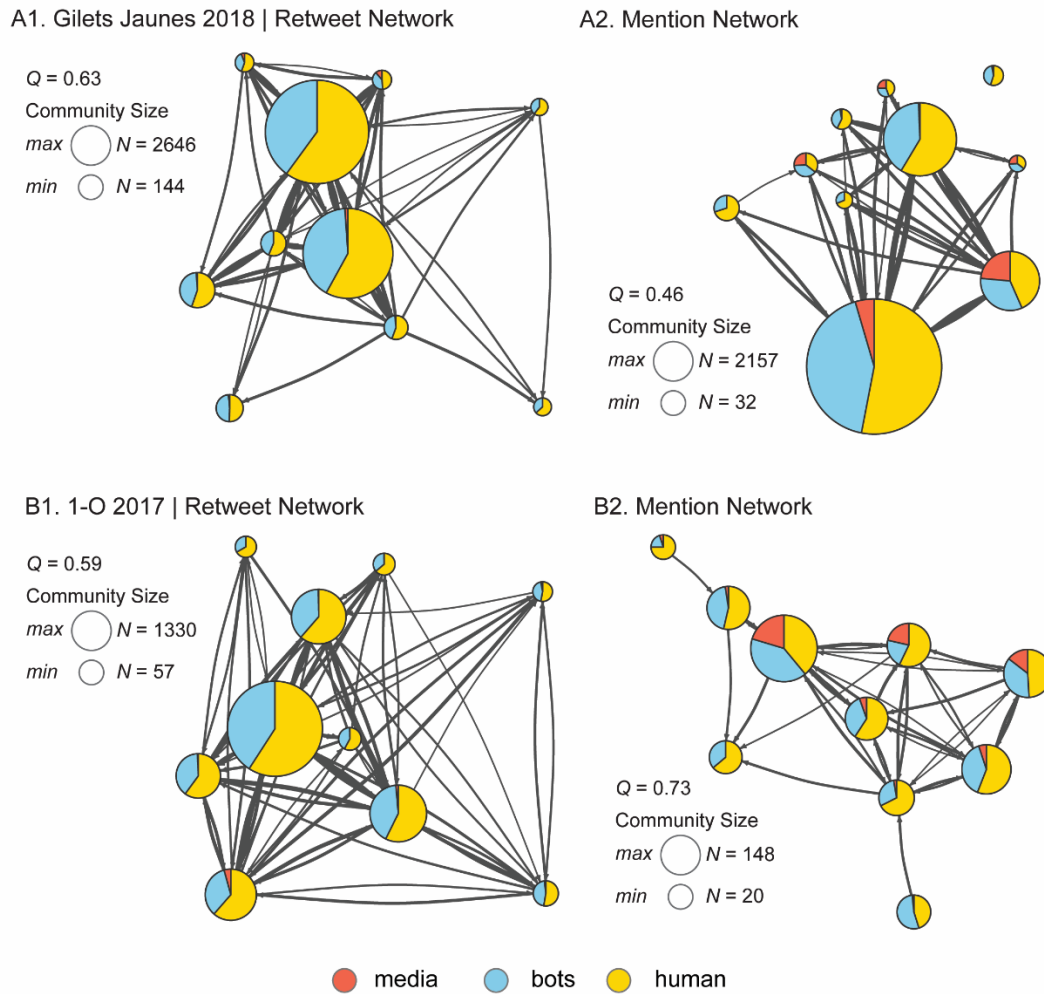 A1. Gilets Jaunes 2018 | Retweet Network
Q = 0.63
Community Size
max N = 2646
min N = 144
A2. Mention Network
Q = 0.46
Community Size
max N = 2157
min N = 32
B1. 1-O 2017 | Retweet Network
Q = 0.59
Community Size
max N = 1330
min N = 57
B2. Mention Network
Q = 0.73
Community Size
max N = 148
min N = 20
media bots human